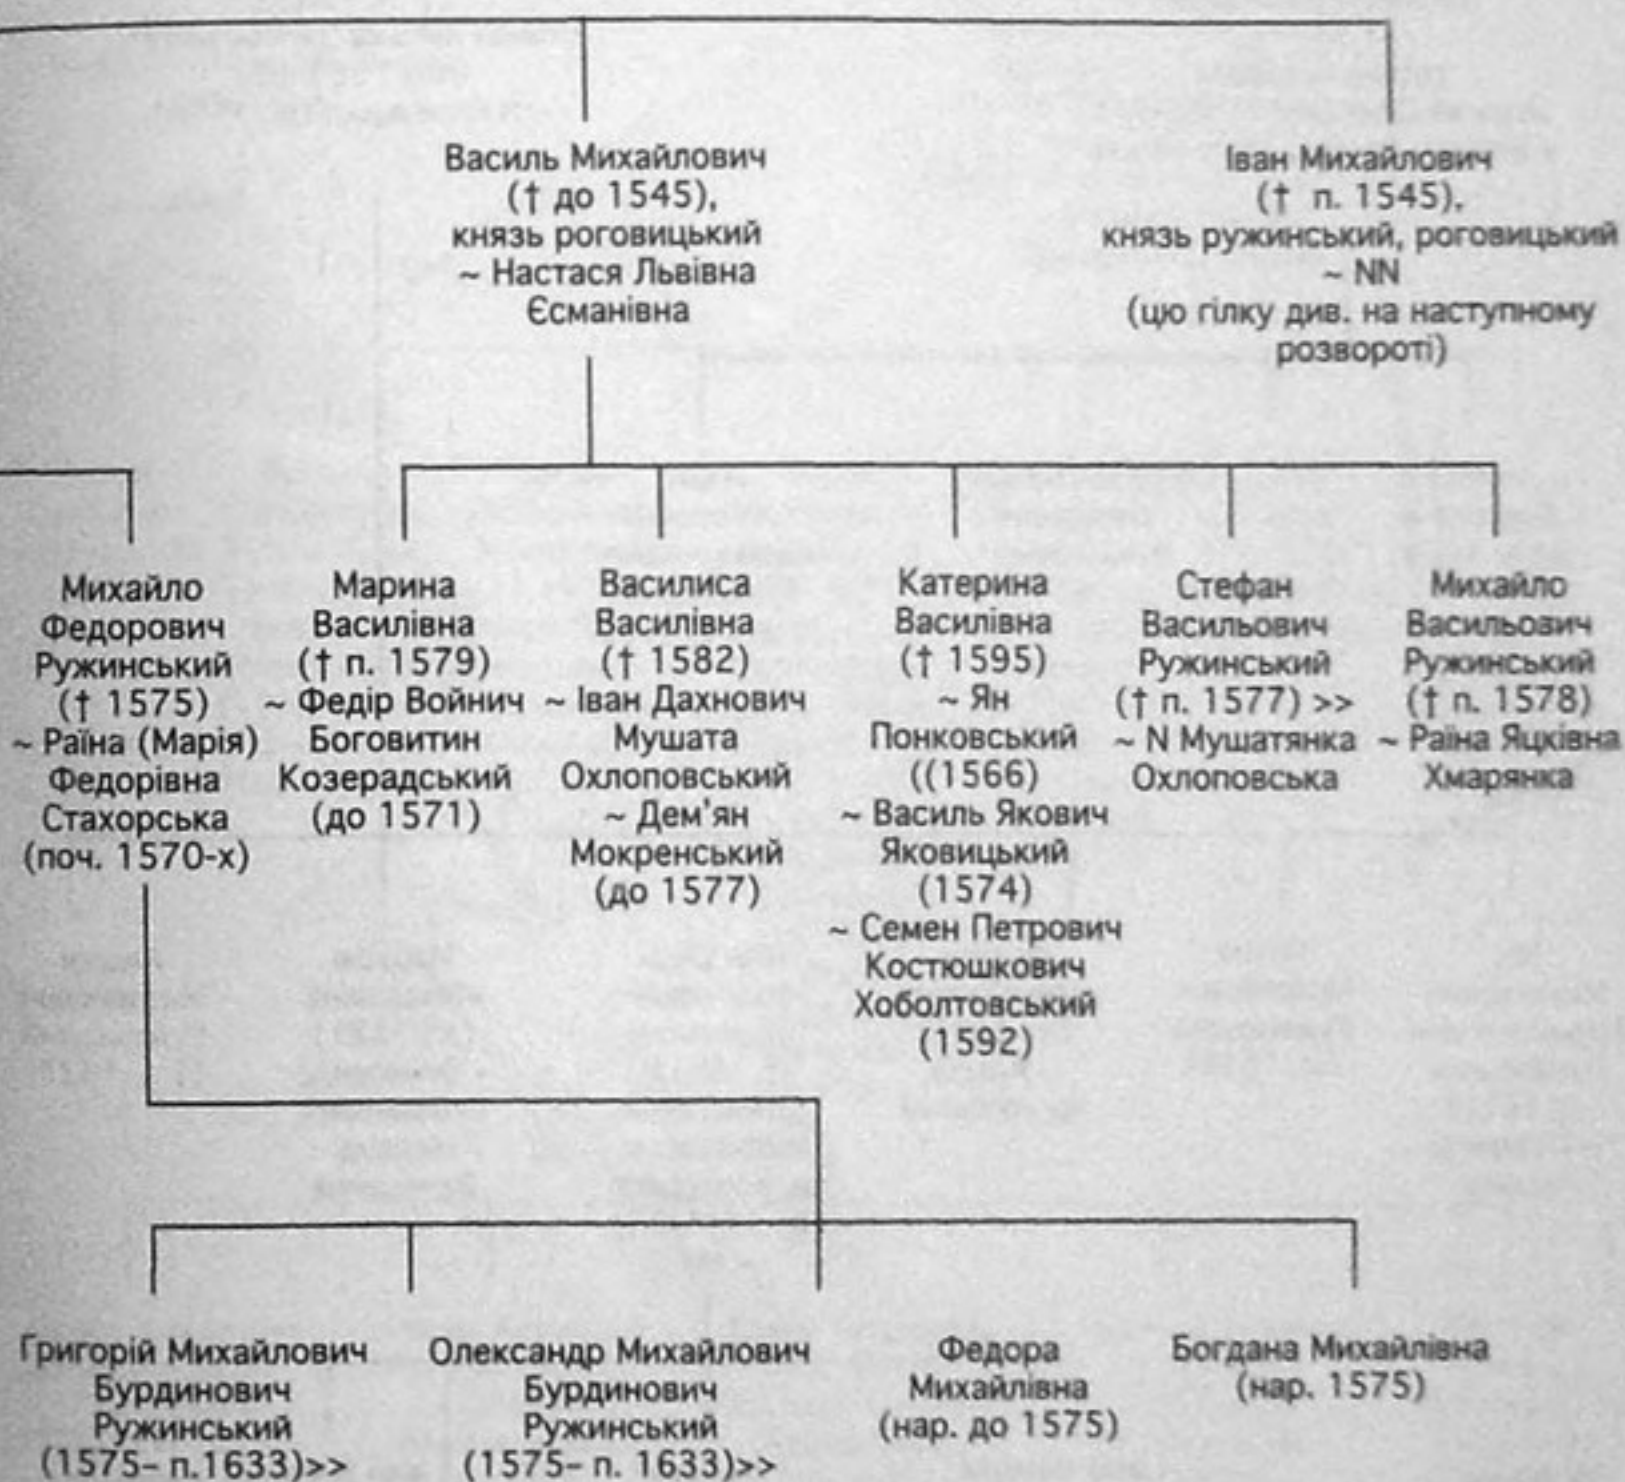 Василь Михайлович
(† до 1545),
князь роговицький
~ Настася Львівна
Єсманівна
Іван Михайлович
(† п. 1545),
князь ружинський, роговицький
~ NN
(цю гілку див. на наступному
розвороті)
Михайло
Федорович
Ружинський
(† 1575)
~ Раїна (Марія)
Федорівна
Стахорська
(поч. 1570-х)
Марина
Василівна
(† п. 1579)
~ Федір Войнич
Боговитин
Козерадський
(до 1571)
Василиса
Василівна
(† 1582)
~ Іван Дахнович
Мушата
Охлоповський
~ Дем'ян
Мокренський
(до 1577)
Катерина
Василівна
(† 1595)
~ Ян
Понковський
((1566)
~ Василь Якович
Яковицький
(1574)
~ Семен Петрович
Костюшкович
Хоболтовський
(1592)
Стефан
Васильович
Ружинський
(† п. 1577) >>
~ N Мушатянка
Охлоповська
Михайло
Васильович
Ружинський
(† п. 1578)
~ Раїна Яцківна
Хмарянка
Григорій Михайлович
Бурдинович
Ружинський
(1575– п.1633)>>
Олександр Михайлович
Бурдинович
Ружинський
(1575– п. 1633)>>
Федора
Михайлівна
(нар. до 1575)
Богдана Михайлівна
(нар. 1575)